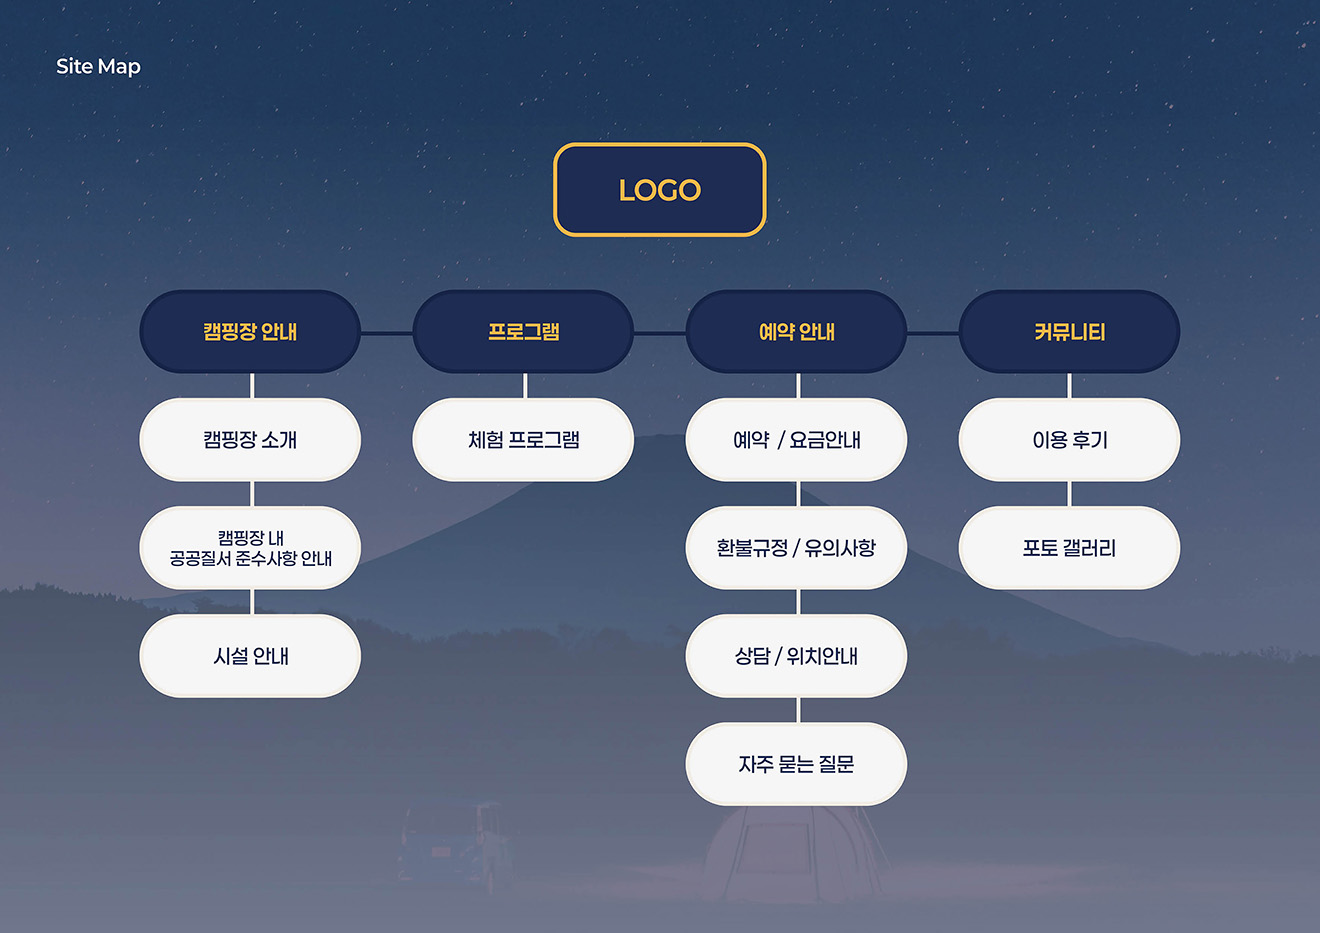 Site Map
LOGO
캠핑장 안내
프로그램
예약 안내
커뮤니티
캠핑장 소개
체험 프로그램
예약 / 요금안내
이용 후기
캠핑장 내
공공질서 준수사항 안내
환불규정 / 유의사항
포토 갤러리
시설 안내
상담 / 위치안내
자주 묻는 질문